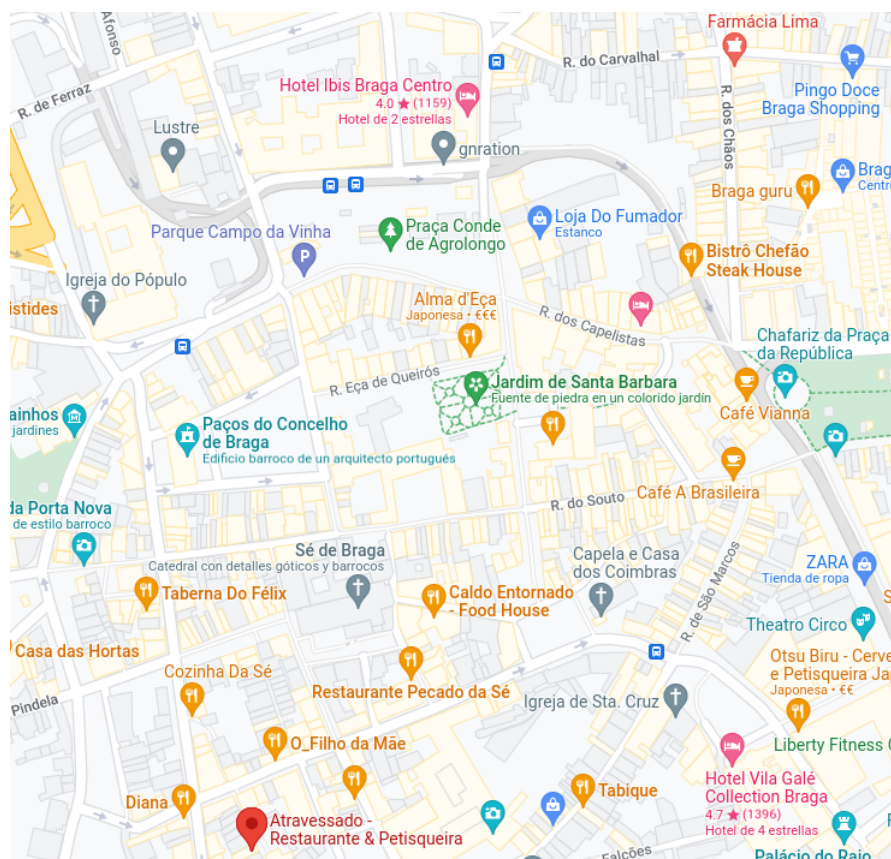 Afonso
Farmácia Lima
R. do Carvalhal
R. de Ferraz
Hotel Ibis Braga Centro
4.0 ★ (1159)
Hotel de 2 estrellas
Pingo Doce
Braga Shopping
Lustre
gnration
R. dos Chãos
Brag
Centro
Braga guru
Praça Conde
de Agrolongo
Loja Do Fumador
Estanco
Parque Campo da Vinha
P
Bistrô Chefão
Steak House
Igreja do Pópulo
ístides
Alma d'Eça
Japonesa • €€€
R. dos Capelistas
Chafariz da Praça
da República
R. Eça de Queirós
Jardim de Santa Barbara
Fuente de piedra en un colorido jardín
Café Vianna
ainhos
jardines
Paços do Concelho
de Braga
Edificio barroco de un arquitecto portugués
Café A Brasileira
R. do Souto
da Porta Nova
de estilo barroco
Sé de Braga
Catedral con detalles góticos y barrocos
Capela e Casa
dos Coimbras
ZARA
Tienda de ropa
R. de São Marcos
Taberna Do Félix
Caldo Entornado
- Food House
S
Theatro Circo
Casa das Hortas
Cozinha Da Sé
Otsu Biru - Cerve
e Petisqueira Jap
Japonesa • €€
Pindela
Restaurante Pecado da Sé
Igreja de Sta. Cruz
O_Filho da Mãe
Liberty Fitness C
Diana
Tabique
Hotel Vila Galé
Collection Braga
4.7 ★ (1396)
Hotel de 4 estrellas
Atravessado -
Restaurante & Petisqueira
Falcões
Palácio do Raio